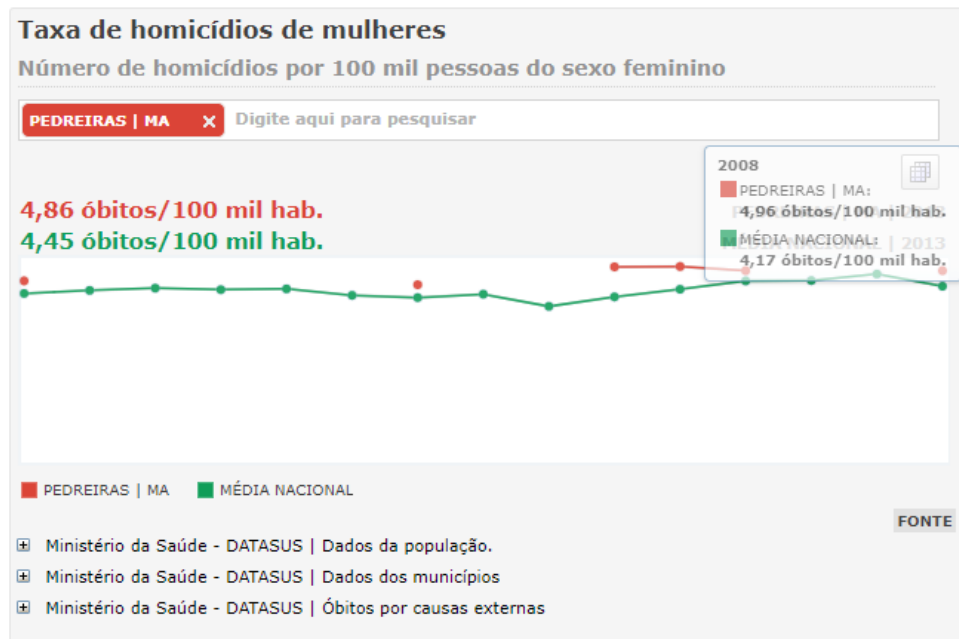 Taxa de homicídios de mulheres
Número de homicídios por 100 mil pessoas do sexo feminino
PEDREIRAS | MA × Digite aqui para pesquisar
2008
PEDREIRAS | MA:
4,96 óbitos/100 mil hab.
MÉDIA NACIONAL:
4,17 óbitos/100 mil hab.
4,86 óbitos/100 mil hab.
4,45 óbitos/100 mil hab.
| 2013
PEDREIRAS | MA MÉDIA NACIONAL
FONTE
Ministério da Saúde - DATASUS | Dados da população.
Ministério da Saúde - DATASUS | Dados dos municípios
Ministério da Saúde - DATASUS | Óbitos por causas externas